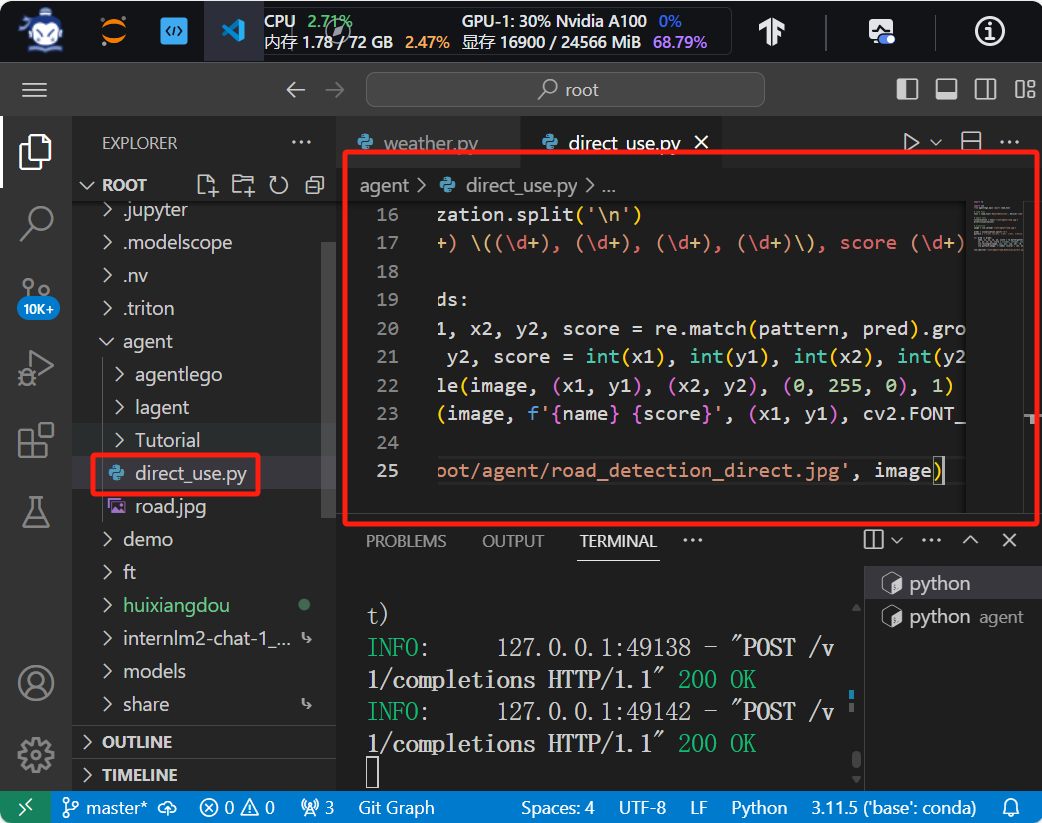 CPU 2.71%
GPU-1: 30% Nvidia A100 0%
内存 1.78 / 72 GB 2.47%
显存 16900 / 24566 MiB 68.79%
root
EXPLORER
ROOT
.jupyter
.modelscope
.nv
.triton
agent
agentlego
lagent
Tutorial
direct_use.py
road.jpg
demo
ft
huixiangdou
internlm2-chat-1_...
models
share
OUTLINE
TIMELINE
10K+
weather.py
direct_use.py
agent > direct_use.py > ...
16 zation.split('\n')
17 +) \((\d+), (\d+), (\d+), (\d+)\), score (\d+)
18
19 ds:
20 1, x2, y2, score = re.match(pattern, pred).gro
21 y2, score = int(x1), int(y1), int(x2), int(y2
22 le(image, (x1, y1), (x2, y2), (0, 255, 0), 1)
23 (image, f'{name} {score}', (x1, y1), cv2.FONT_
24
25 oot/agent/road_detection_direct.jpg', image)
PROBLEMS OUTPUT TERMINAL ...
t)
INFO: 127.0.0.1:49138 - "POST /v
1/completions HTTP/1.1" 200 OK
INFO: 127.0.0.1:49142 - "POST /v
1/completions HTTP/1.1" 200 OK
python
python agent
master* 0 0 3 Git Graph Spaces: 4 UTF-8 LF Python 3.11.5 ('base': conda)